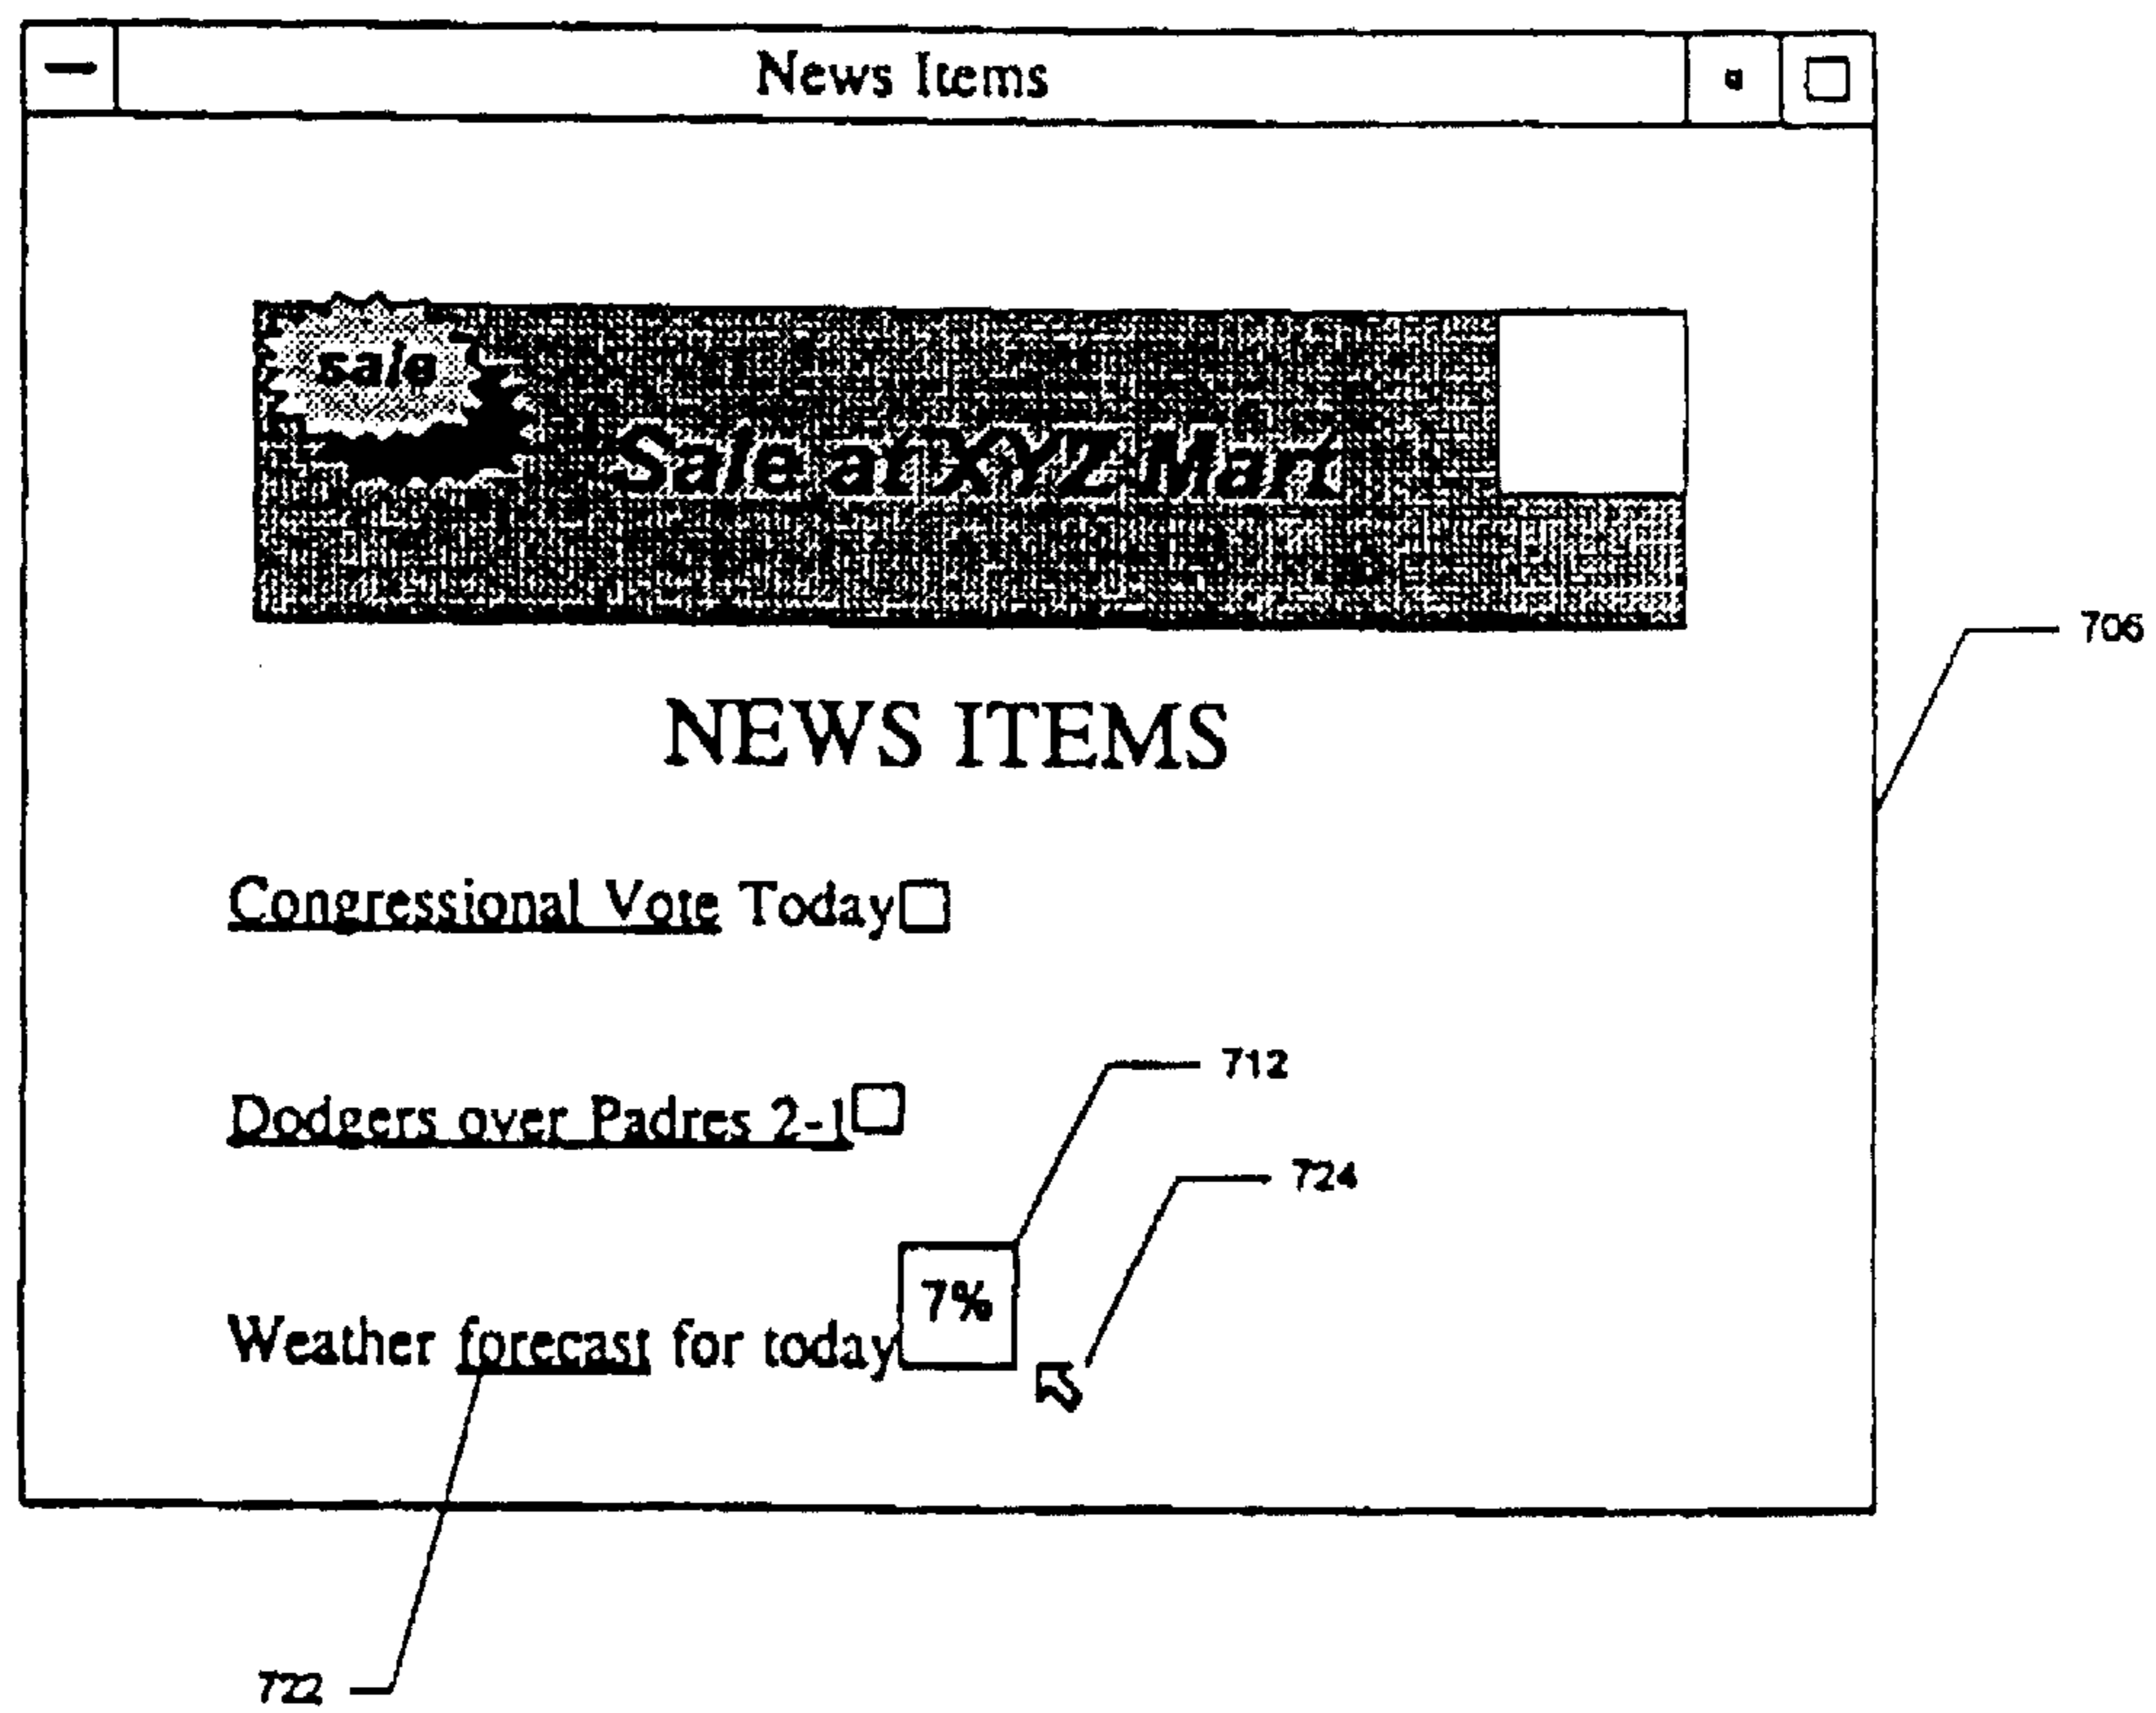 News Items
sale
Sale at XYZ Mart
706
NEWS ITEMS
Congressional Vote Today
712
Dodgers over Padres 2-1
724
7%
Weather forecast for today
722